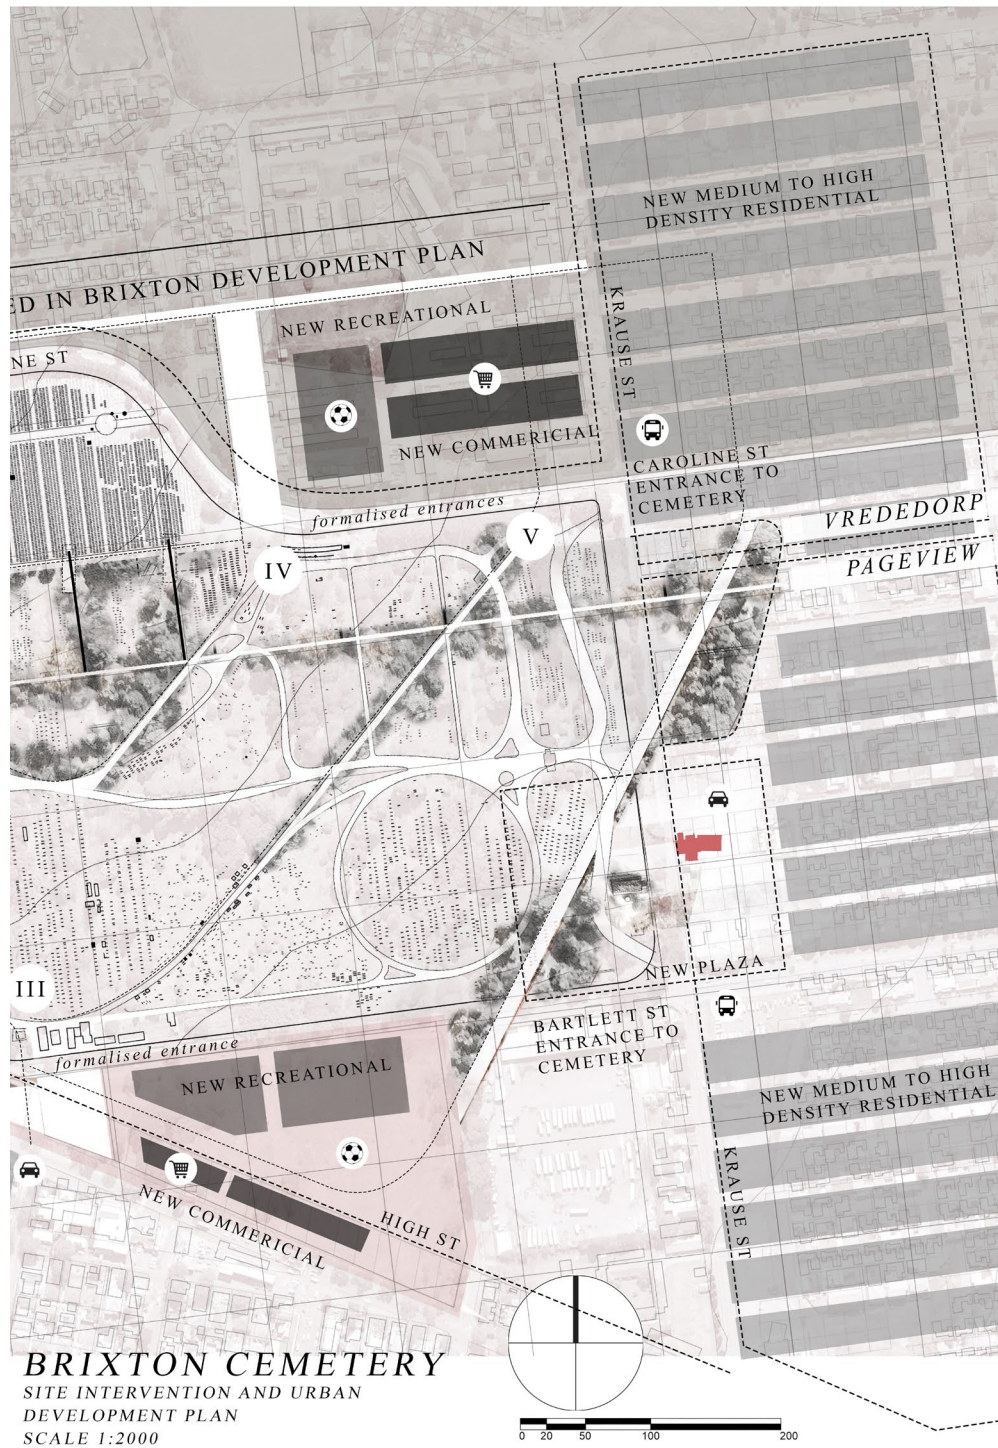 NEW MEDIUM TO HIGH
DENSITY RESIDENTIAL
ED IN BRIXTON DEVELOPMENT PLAN
NEW RECREATIONAL
KRAUSE ST
NE ST
NEW COMMERICIAL
CAROLINE ST
ENTRANCE TO
CEMETERY
formalised entrances
VREDEDORP
PAGEVIEW
V
IV
III
NEW PLAZA
BARTLETT ST
ENTRANCE TO
CEMETERY
formalised entrance
NEW RECREATIONAL
NEW MEDIUM TO HIGH
DENSITY RESIDENTIAL
KRAUSE ST
NEW COMMERICIAL
HIGH ST
BRIXTON CEMETERY
SITE INTERVENTION AND URBAN
DEVELOPMENT PLAN
SCALE 1:2000
0 20 50 100 200